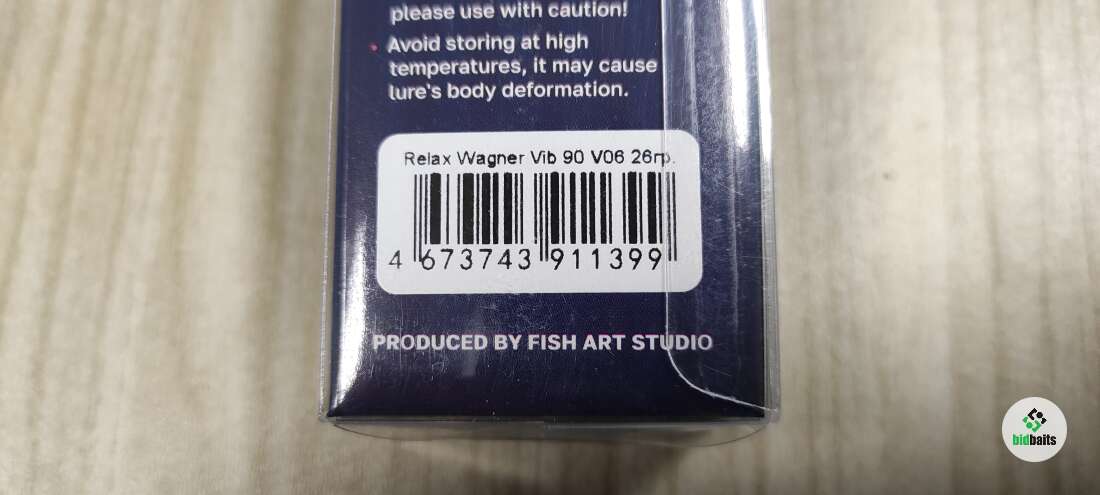 please use with caution!
Avoid storing at high
temperatures, it may cause
lure's body deformation.
Relax Wagner Vib 90 V06 26гр.
4 673743 911399
PRODUCED BY FISH ART STUDIO
bidbaits